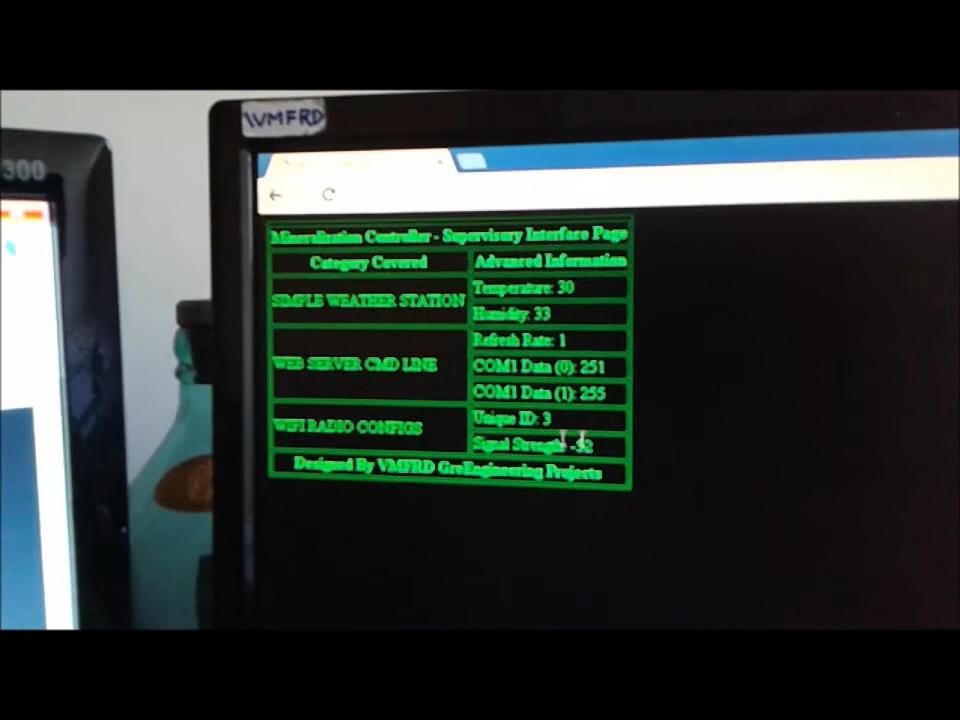 VMFRD
300
Mineralization Controller - Supervisory Interface Page
Category Covered
Advanced Information
SIMPLE WEATHER STATION
Temperature: 30
Humidity: 33
WEB SERVER CMD LINE
Refresh Rate: 1
COM1 Data (0): 251
COM1 Data (1): 255
WIFI RADIO CONFIGS
Unique ID: 3
Signal Strength
Designed By VMFRD GreEngineering Projects